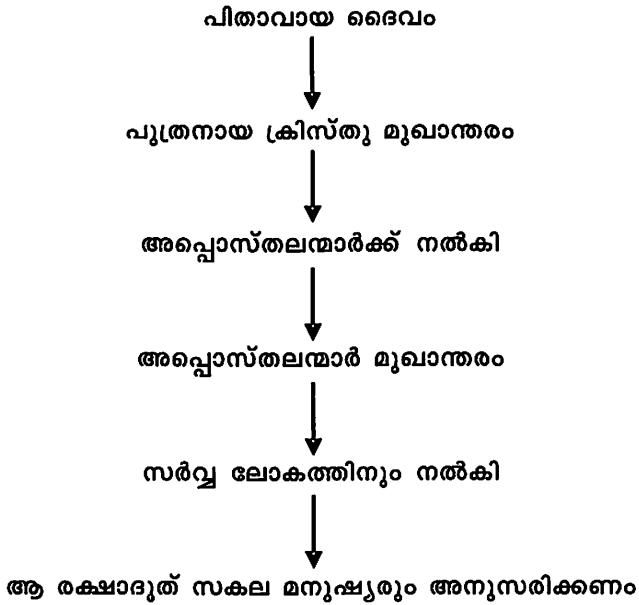 പിതാവായ ദൈവം
പുത്രനായ ക്രിസ്തു മുഖാന്തരം
അപ്പൊസ്തലന്മാർക്ക് നൽകി
അപ്പൊസ്തലന്മാർ മുഖാന്തരം
സർവ്വ ലോകത്തിനും നൽകി
ആ രക്ഷാദുത് സകല മനുഷ്യരും അനുസരിക്കണം